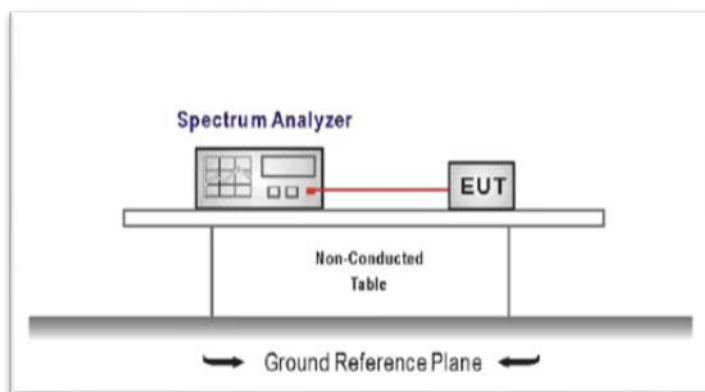 Spectrum Analyzer
EUT
Non-Conducted
Table
Ground Reference Plane